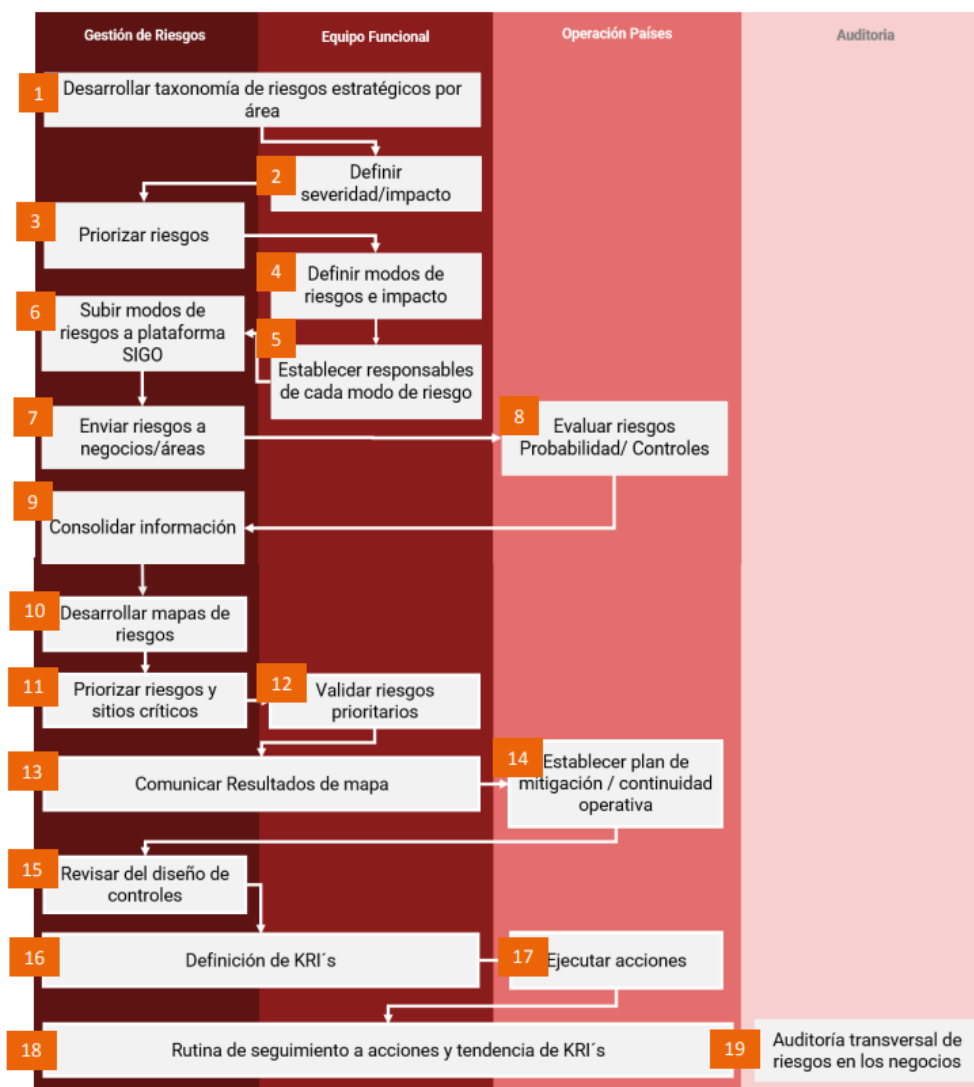 Gestión de Riesgos
Equipo Funcional
Operación Países
Auditoria
1
Desarrollar taxonomía de riesgos estratégicos por
área
2
Definir
severidad/impacto
3
Priorizar riesgos
4
Definir modos de
riesgos e impacto
5
Establecer responsables
de cada modo de riesgo
6
Subir modos de
riesgos a plataforma
SIGO
7
Enviar riesgos a
negocios/áreas
8
Evaluar riesgos
Probabilidad/ Controles
9
Consolidar información
10
Desarrollar mapas de
riesgos
11
Priorizar riesgos y
sitios críticos
12
Validar riesgos
prioritarios
13
Comunicar Resultados de mapa
14
Establecer plan de
mitigación / continuidad
operativa
15
Revisar del diseño de
controles
16
Definición de KRI´s
17
Ejecutar acciones
18
Rutina de seguimiento a acciones y tendencia de KRI´s
19
Auditoría transversal de
riesgos en los negocios